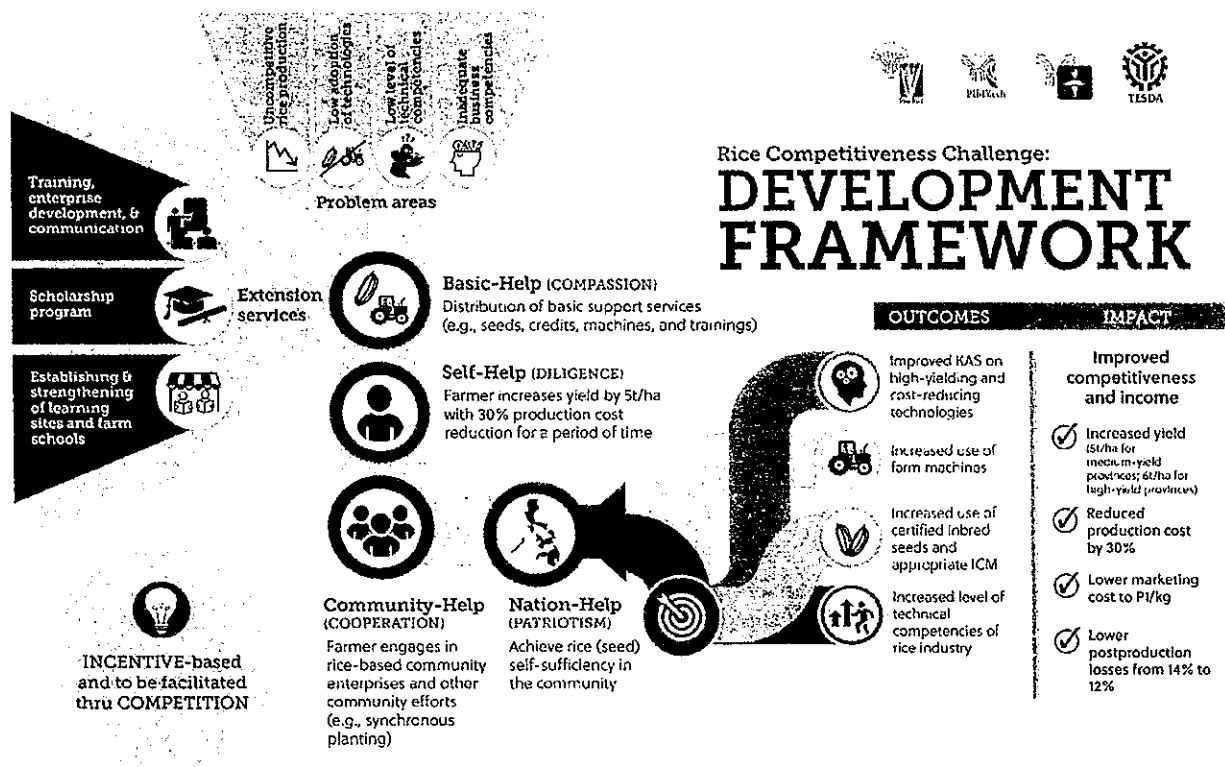 Uncompetitive
rice production
Low adoption
of technologies
Low level of
technical
competencies
Inadequate
business
competencies
Problem areas
PhilMech
TESDA
Rice Competitiveness Challenge:
DEVELOPMENT
FRAMEWORK
Training,
enterprise
development, &
communication
Scholarship
program
Establishing &
strengthening
of learning
sites and farm
schools
Extension
services
Basic-Help (COMPASSION)
Distribution of basic support services
(e.g., seeds, credits, machines, and trainings)
Self-Help (DILIGENCE)
Farmer increases yield by 5t/ha
with 30% production cost
reduction for a period of time
Community-Help
(COOPERATION)
Farmer engages in
rice-based community
enterprises and other
community efforts
(e.g., synchronous
planting)
Nation-Help
(PATRIOTISM)
Achieve rice (seed)
self-sufficiency in
the community
INCENTIVE-based
and to be facilitated
thru COMPETITION
OUTCOMES
Improved KAS on
high-yielding and
cost-reducing
technologies
Increased use of
farm machines
Increased use of
certified inbred
seeds and
appropriate ICM
Increased level of
technical
competencies of
rice industry
IMPACT
Improved
competitiveness
and income
Increased yield
(5t/ha for
medium-yield
provinces; 6t/ha for
high-yield provinces)
Reduced
production cost
by 30%
Lower marketing
cost to P1/kg
Lower
postproduction
losses from 14% to
12%